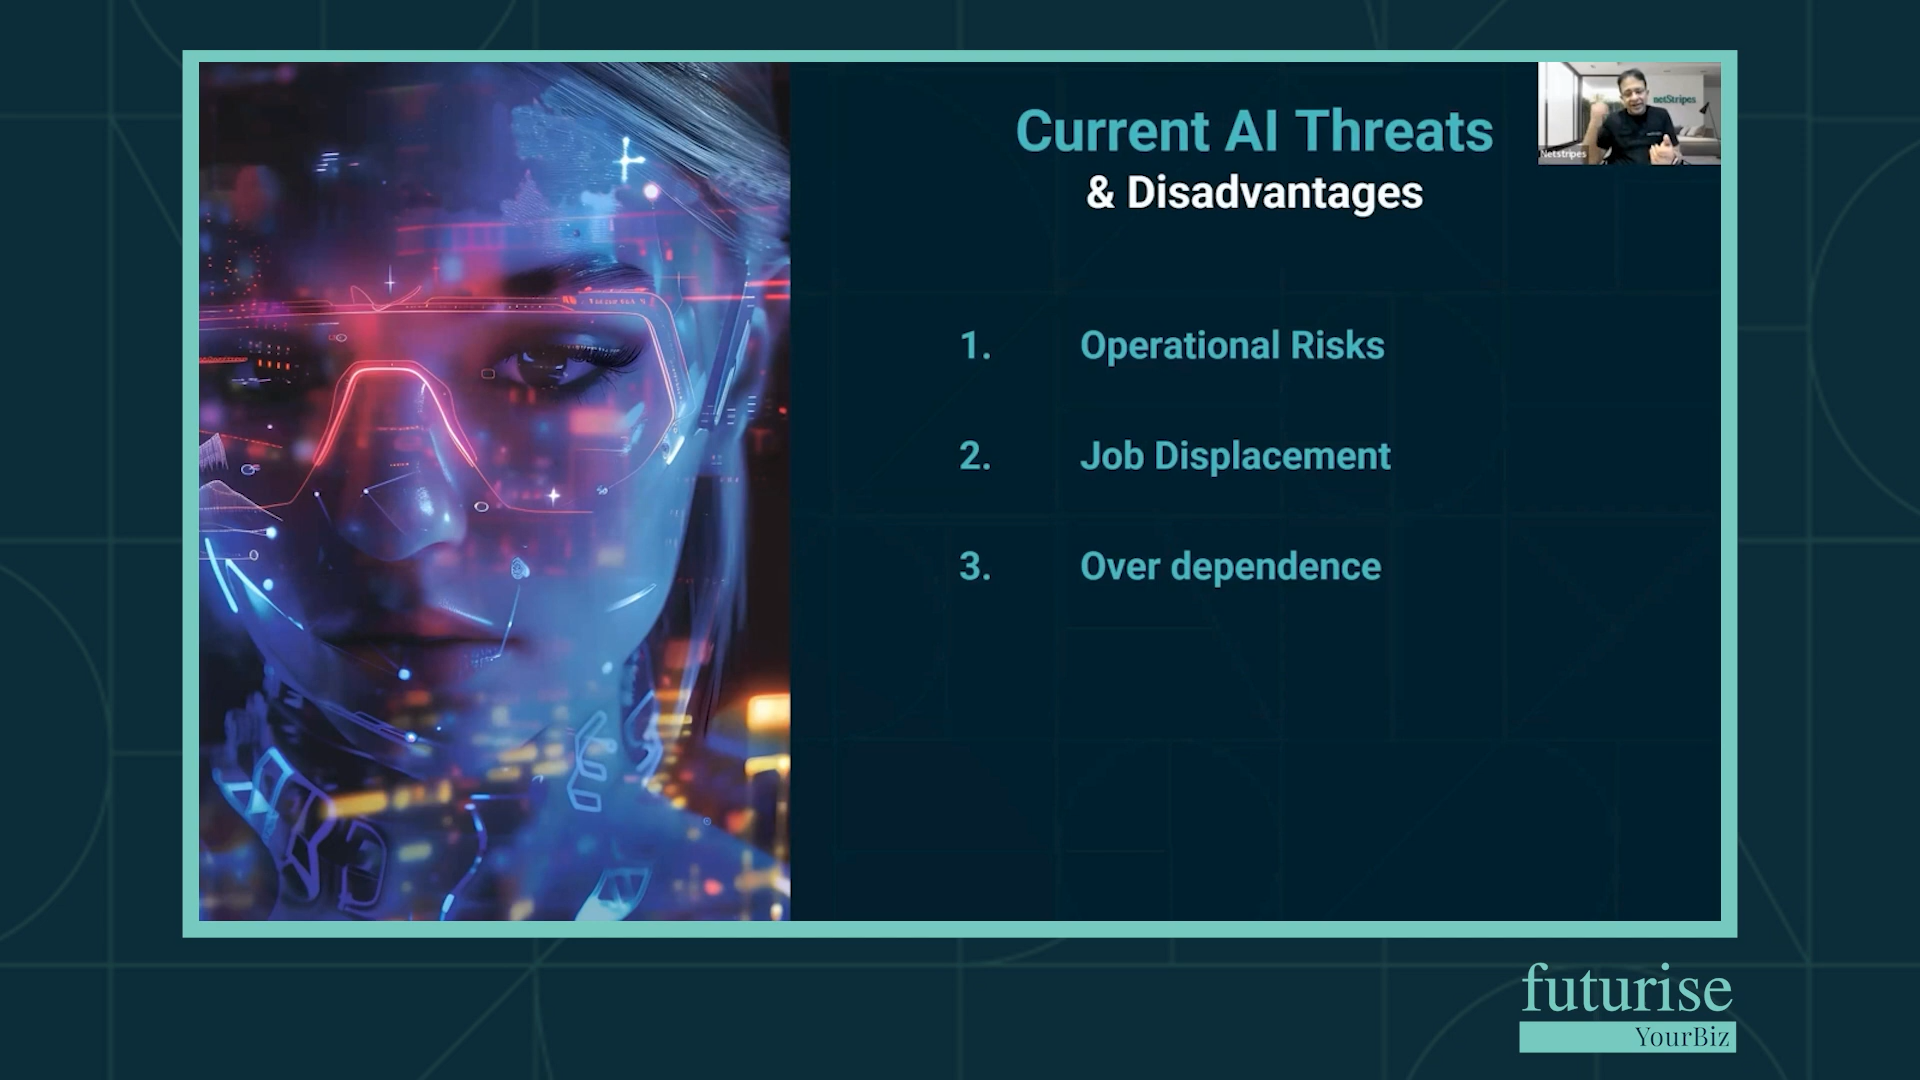 Current AI Threats
& Disadvantages
netStripes
Netstripes
1. Operational Risks
2. Job Displacement
3. Over dependence
futurise
YourBiz